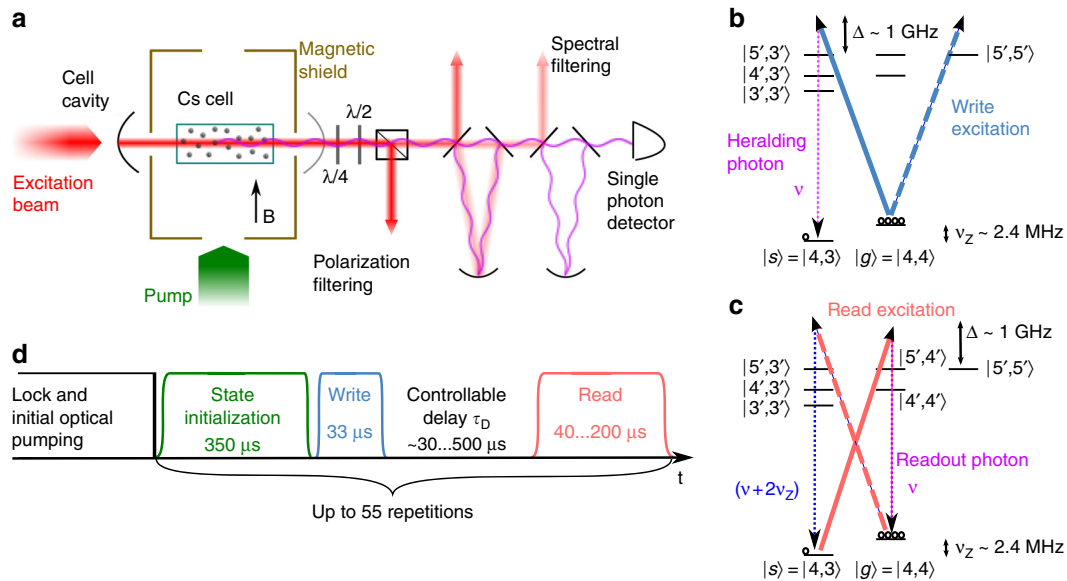 a
Magnetic
shield
Cell
cavity
Cs cell
λ/2
λ/4
Spectral
filtering
Excitation
beam
B
Single
photon
detector
Pump
Polarization
filtering
b
Δ ~ 1 GHz
|5′,3′⟩
|5′,5′⟩
|4′,3′⟩
|3′,3′⟩
Write
excitation
Heralding
photon
ν
ν_Z ~ 2.4 MHz
|s⟩ = |4,3⟩
|g⟩ = |4,4⟩
c
Read excitation
Δ ~ 1 GHz
|5′,4′⟩
|5′,3′⟩
|5′,5′⟩
|4′,3′⟩
|4′,4′⟩
|3′,3′⟩
Readout photon
(ν+2ν_Z)
ν
ν_Z ~ 2.4 MHz
|s⟩ = |4,3⟩
|g⟩ = |4,4⟩
d
Lock and
initial optical
pumping
State
initialization
350 μs
Write
33 μs
Controllable
delay τ_D
~30...500 μs
Read
40...200 μs
t
Up to 55 repetitions